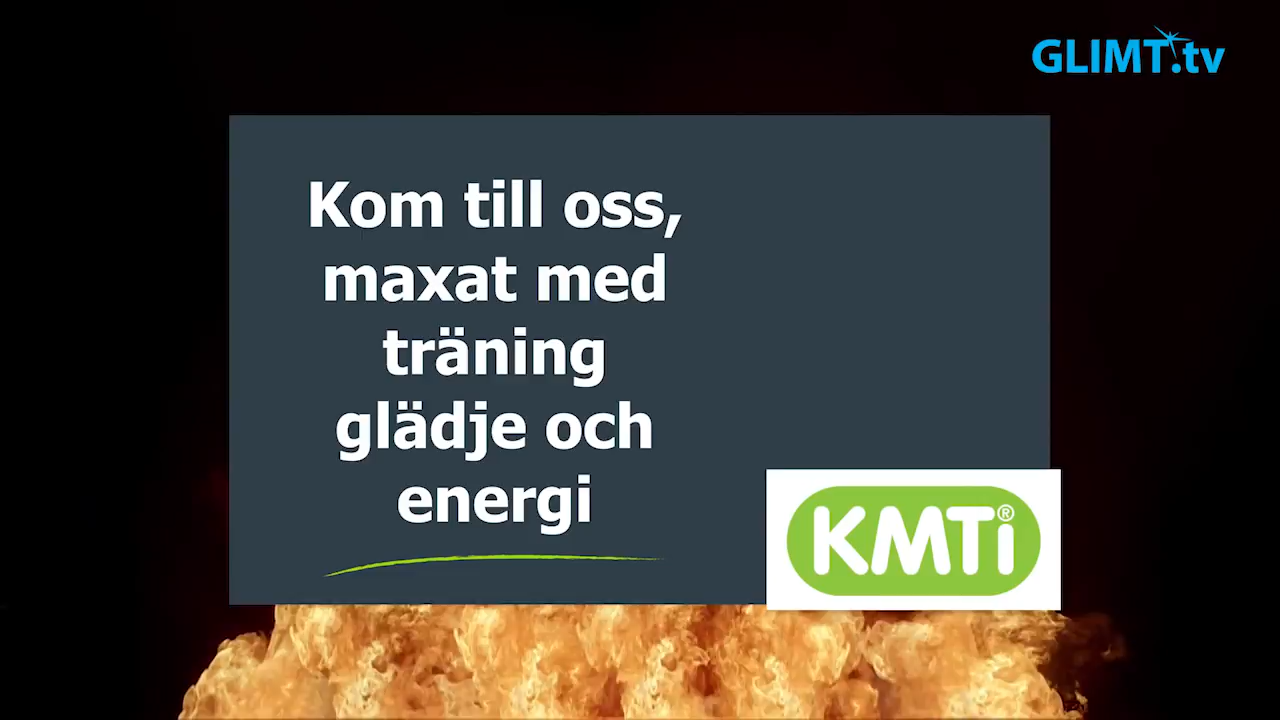 GLIMT.tv
Kom till oss,
maxat med
träning
glädje och
energi
KMTi®